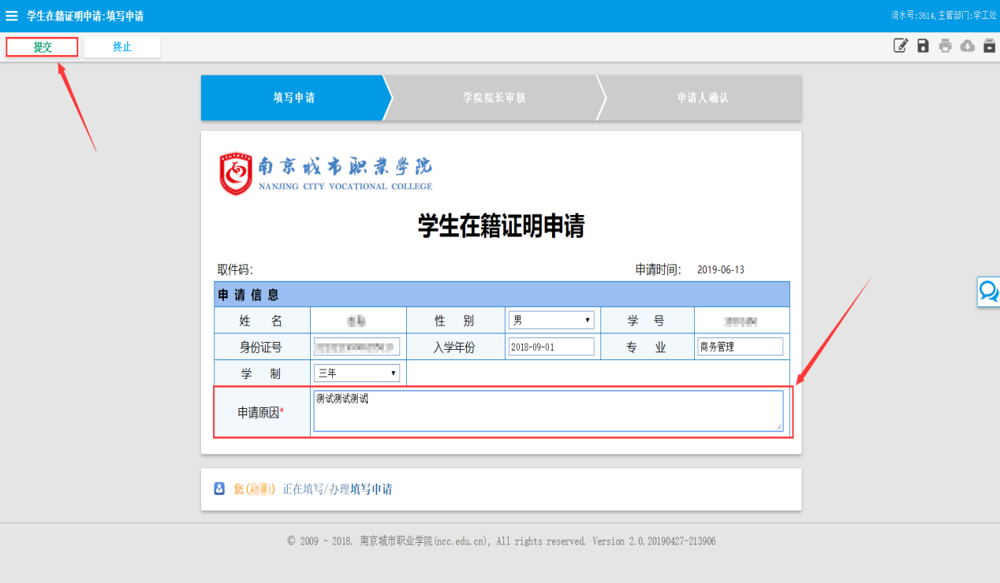 学生在籍证明申请:填写申请
流水号:3614,主管部门:学工处
提交 终止
填写申请 学院院长审核 申请人确认
南京城市职业学院
NANJING CITY VOCATIONAL COLLEGE
学生在籍证明申请
取件码: 申请时间: 2019-06-13
申请信息
姓 名 性 别 男 学 号
身份证号 入学年份 2018-09-01 专 业 商务管理
学 制 三年
申请原因* 测试测试测试
您( ) 正在填写/办理填写申请
© 2009 - 2018. 南京城市职业学院(ncc.edu.cn), All rights reserved. Version 2.0.20190427-213906